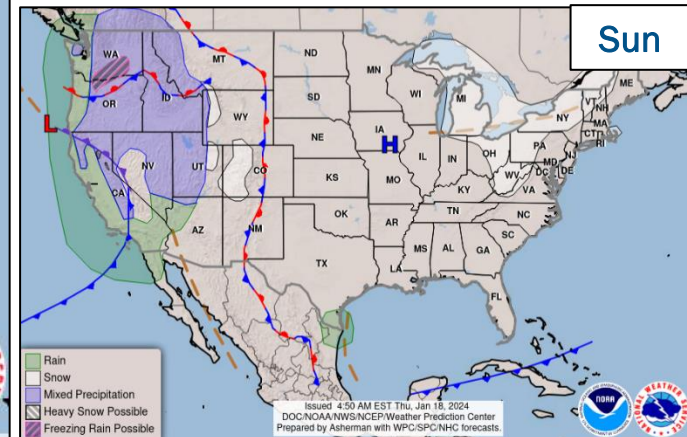 Sun
WA
MT
ND
MN
ME
OR
ID
SD
WI
MI
VT
NH
NY
MA
CT
RI
WY
IA
H
L
NE
PA
NJ
OH
IL
IN
MD
DE
DC
NV
UT
CO
WV
VA
CA
KS
MO
KY
NC
TN
AZ
NM
OK
AR
SC
MS
AL
GA
TX
LA
FL
Rain
Snow
Mixed Precipitation
Heavy Snow Possible
Freezing Rain Possible
Issued 4:50 AM EST Thu, Jan 18, 2024
DOC/NOAA/NWS/NCEP/Weather Prediction Center
Prepared by Asherman with WPC/SPC/NHC forecasts.
NOAA